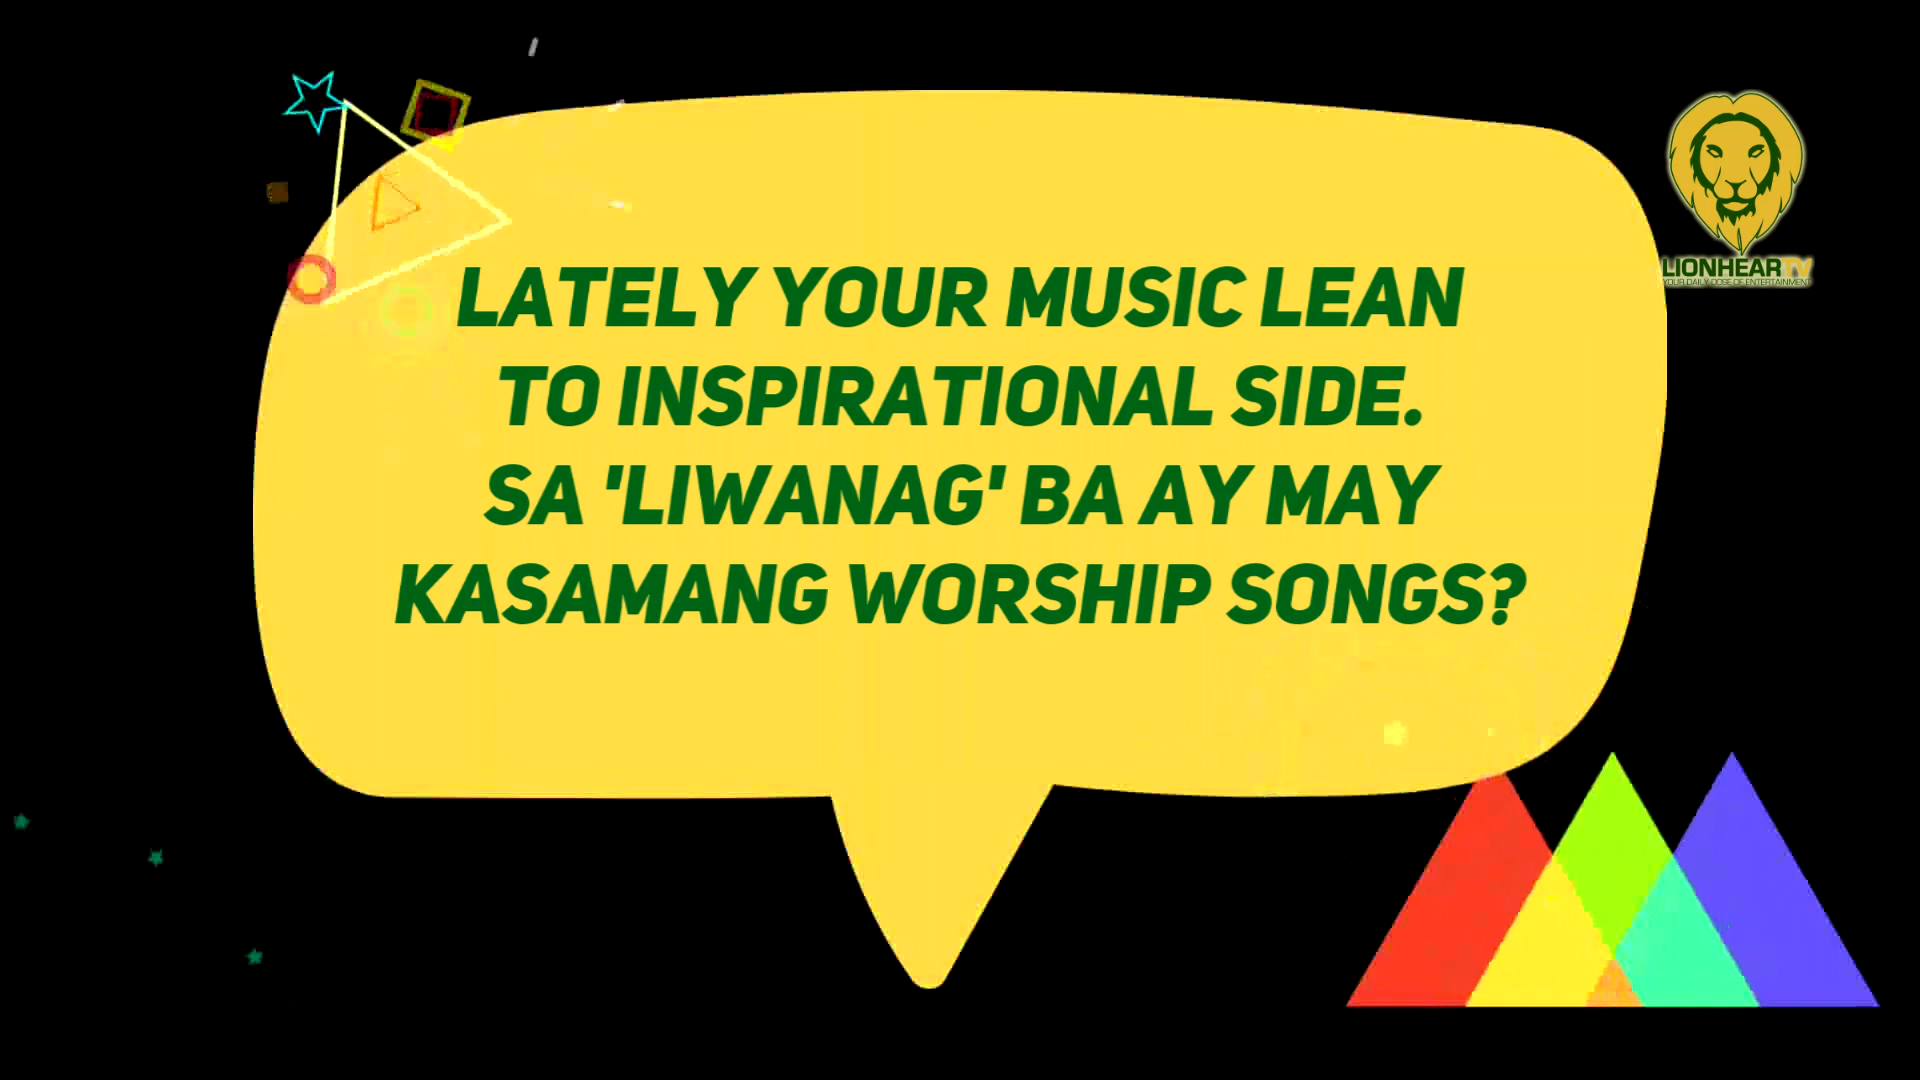 LATELY YOUR MUSIC LEAN
TO INSPIRATIONAL SIDE.
SA 'LIWANAG' BA AY MAY
KASAMANG WORSHIP SONGS?
LIONHEARTV
YOUR DAILY DOSE OF ENTERTAINMENT